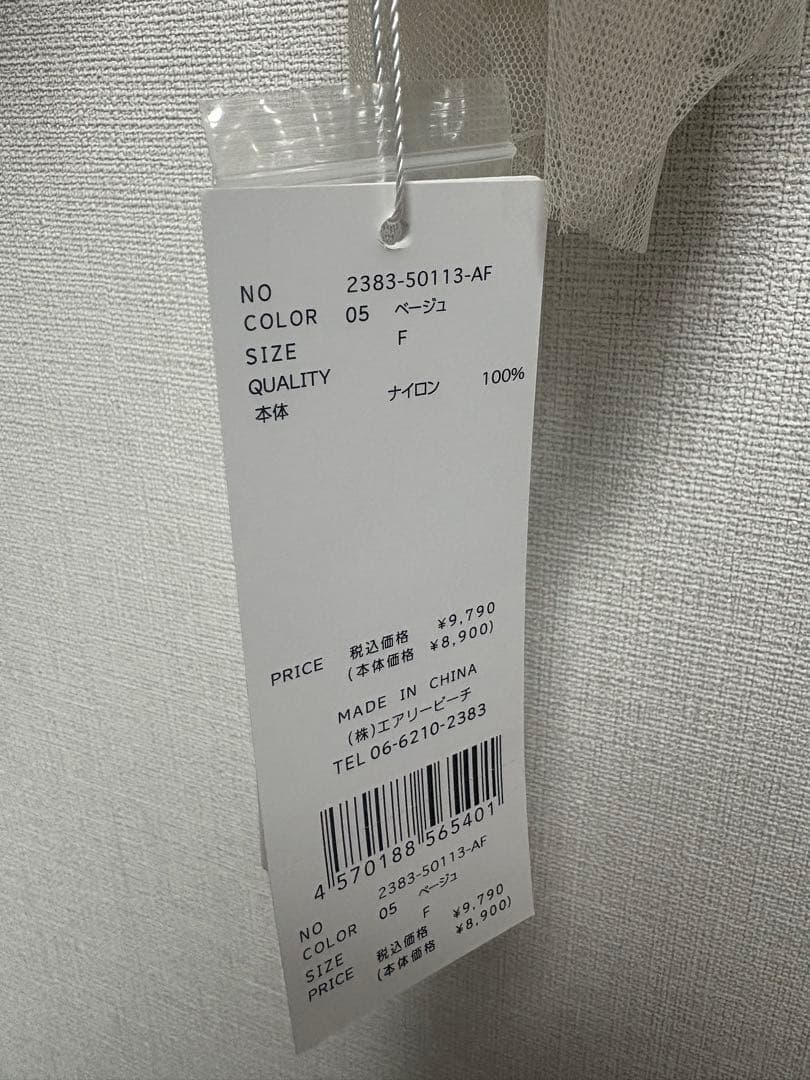 NO 2383-50113-AF
COLOR 05 ベージュ
SIZE F
QUALITY
本体 ナイロン 100%
PRICE 税込価格 ¥9,790
(本体価格 ¥8,900)
MADE IN CHINA
(株)エアリーピーチ
TEL 06-6210-2383
4 570188 565401
NO 2383-50113-AF
COLOR 05 ベージュ
SIZE F
PRICE 税込価格 ¥9,790
(本体価格 ¥8,900)